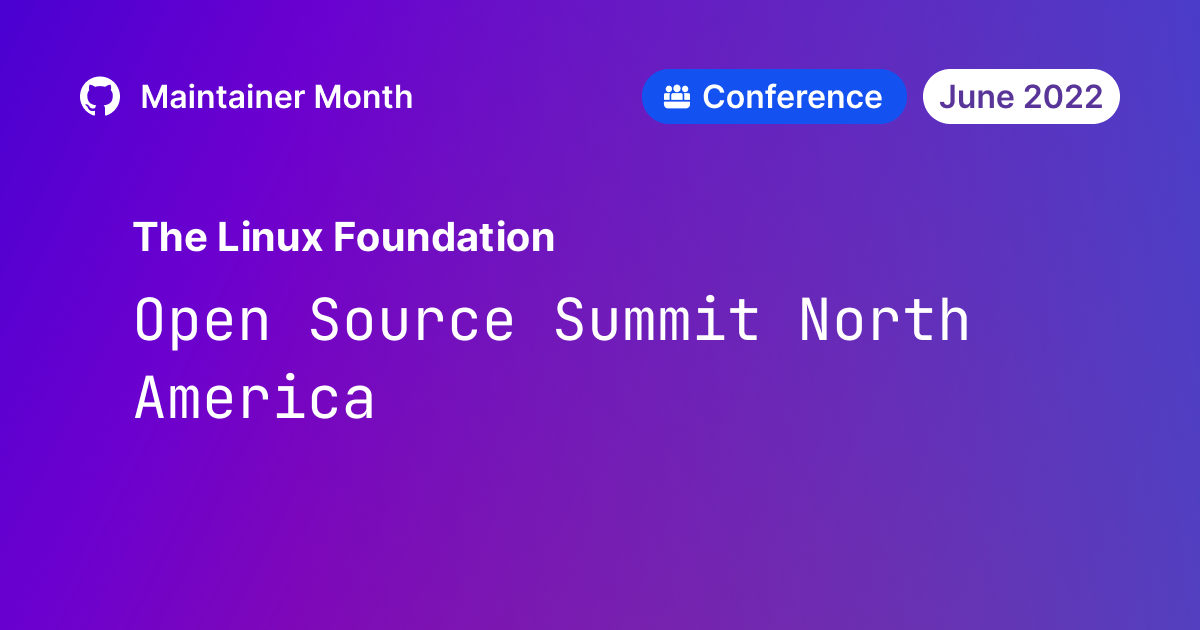 Maintainer Month
Conference
June 2022
The Linux Foundation
Open Source Summit North
America